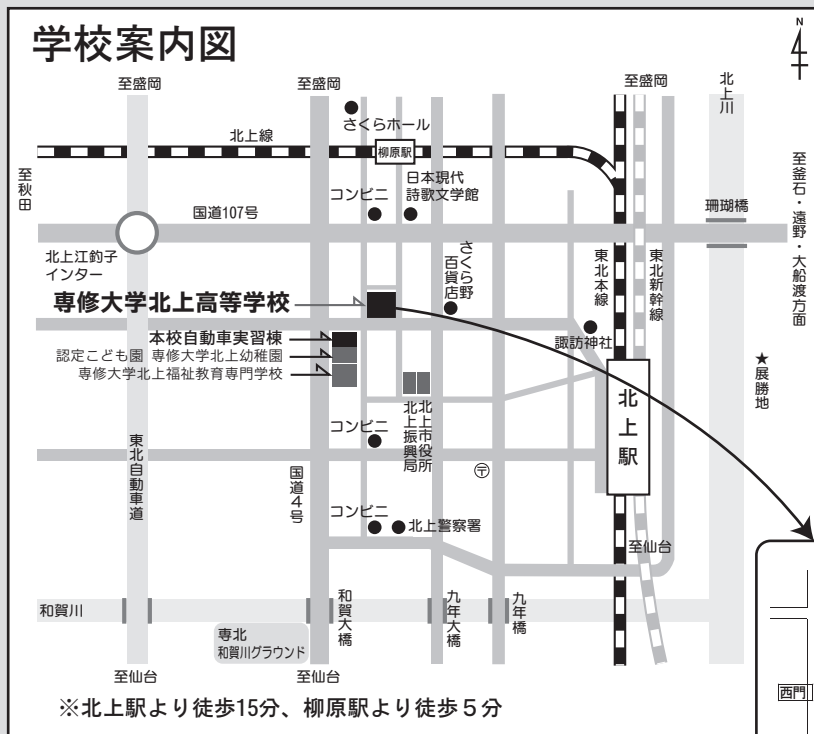 学校案内図
N
至盛岡
至盛岡
至盛岡
北上川
さくらホール
北上線
柳原駅
至秋田
至釜石・遠野・大船渡方面
コンビニ
日本現代
詩歌文学館
国道107号
珊瑚橋
北上江釣子
インター
さくら野
百貨店
東北本線
東北新幹線
専修大学北上高等学校
本校自動車実習棟
認定こども園 専修大学北上幼稚園
専修大学北上福祉教育専門学校
諏訪神社
★展勝地
北上駅
北上市役所
北上振興局
コンビニ
東北自動車道
国道4号
〒
コンビニ
北上警察署
至仙台
和賀川
和賀大橋
九年大橋
九年橋
専北
和賀川グラウンド
至仙台
至仙台
西門
※北上駅より徒歩15分、柳原駅より徒歩５分